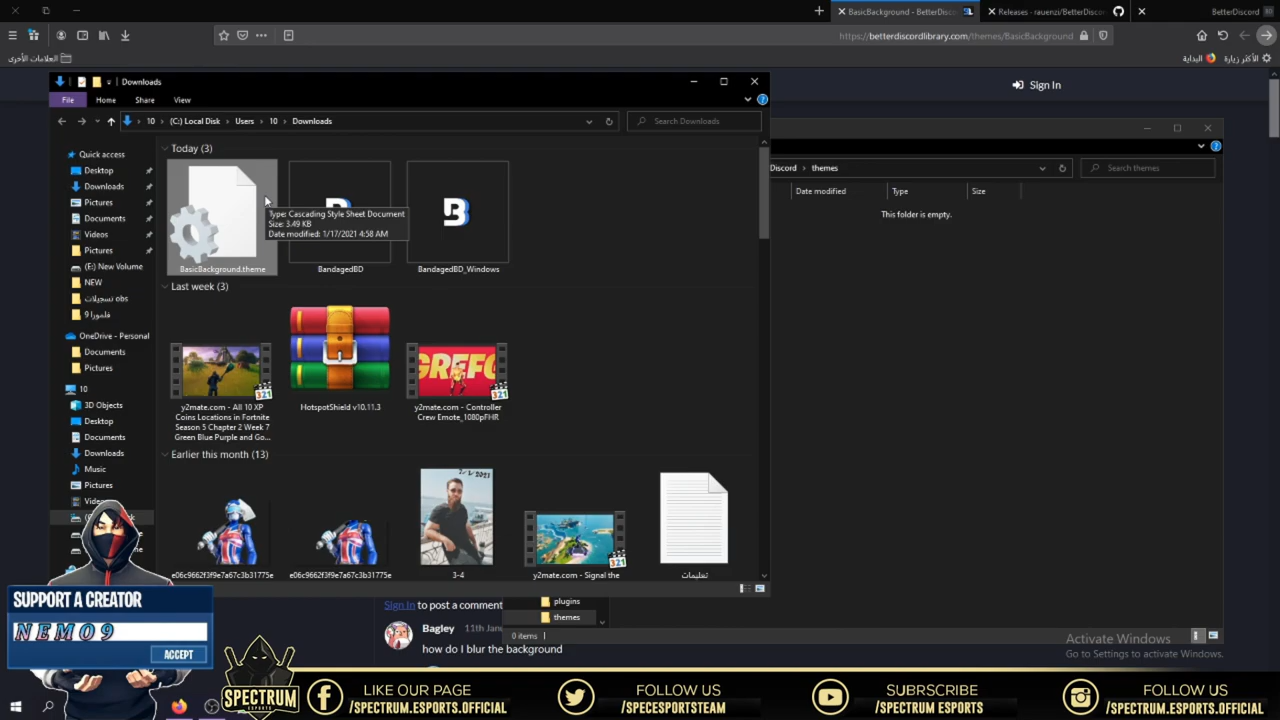 BasicBackground - BetterDisc
Releases - rauenzi/BetterDisco
BetterDiscord
https://betterdiscordlibrary.com/themes/BasicBackground
العلامات الأخرى
البداية
الأكثر زيارة
Sign In
Downloads
File
Home
Share
View
10 › (C:) Local Disk › Users › 10 › Downloads
Search Downloads
Quick access
Desktop
Downloads
Pictures
Documents
Videos
Pictures
(E:) New Volume
NEW
تسجيلات obs
فلمورا 9
OneDrive - Personal
Documents
Pictures
10
3D Objects
Desktop
Documents
Downloads
Music
Pictures
Today (3)
Type: Cascading Style Sheet Document
Size: 3.49 KB
Date modified: 1/17/2021 4:58 AM
BasicBackground.theme
BandagedBD
BandagedBD_Windows
Last week (3)
GREFG
321
321
y2mate.com - All 10 XP
Coins Locations in Fortnite
Season 5 Chapter 2 Week 7
Green Blue Purple and Go...
HotspotShield v10.11.3
y2mate.com - Controller
Crew Emote_1080pFHR
Earlier this month (13)
321
e06c9662f3f9e7a67c3b31775e
e06c9662f3f9e7a67c3b31775e
3-4
y2mate.com - Signal the
تعليمات
Discord › themes
Search themes
Date modified
Type
Size
This folder is empty.
plugins
themes
0 items
Sign In to post a comment
Bagley 11th Jan
how do I blur the background
Activate Windows
Go to Settings to activate Windows.
SUPPORT A CREATOR
NEMO9
ACCEPT
SPECTRUM
ESPORTS
LIKE OUR PAGE
/SPECTRUM.ESPORTS.OFFICIAL
FOLLOW US
/SPECESPORTSTEAM
SUBSCRIBE
/SPECTRUM ESPORTS
FOLLOW US
/SPECTRUM.ESPORTS.OFFICIAL